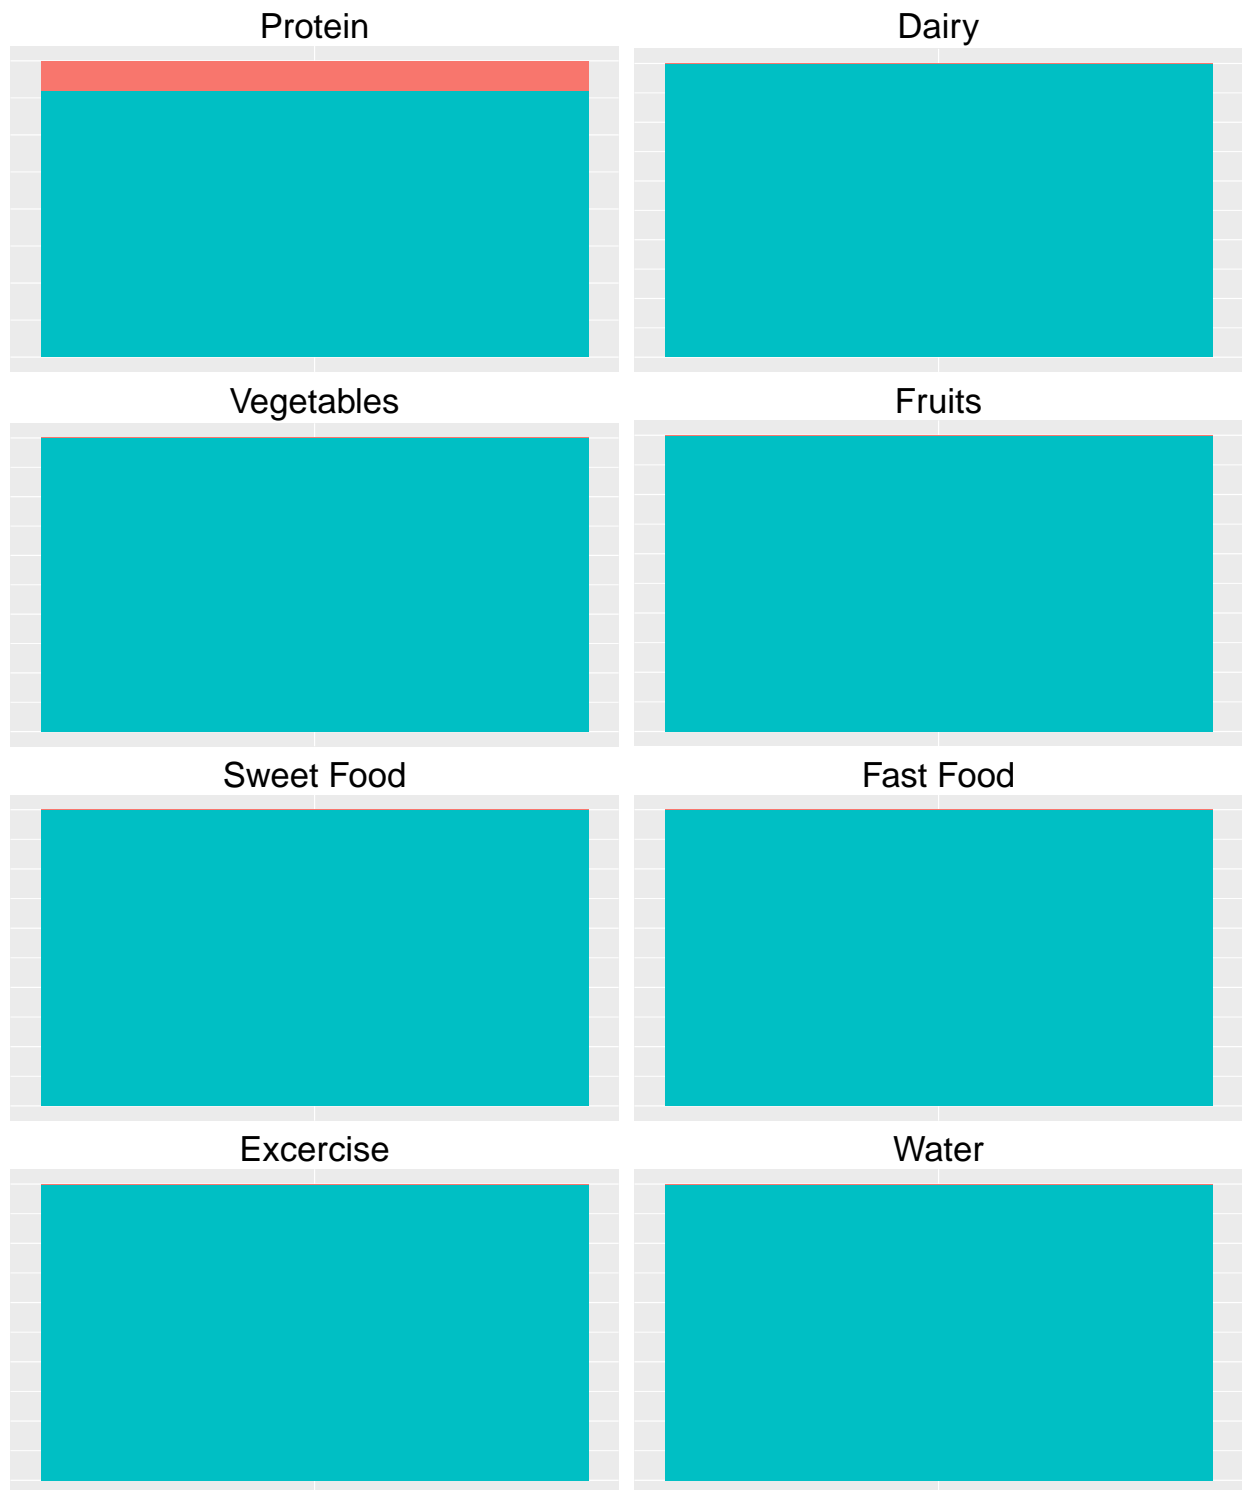 Protein
Dairy
Vegetables
Fruits
Sweet Food
Fast Food
Excercise
Water